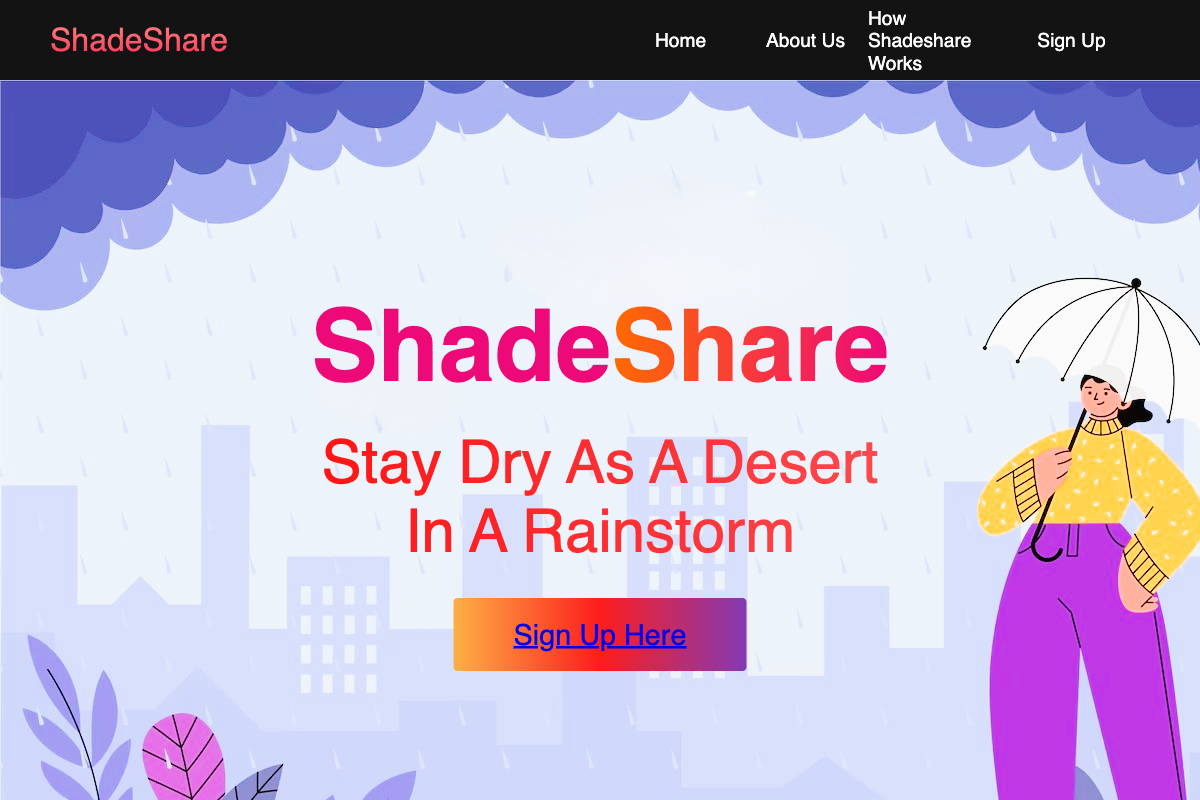 ShadeShare
Home
About Us
How
Shadeshare
Works
Sign Up
ShadeShare
Stay Dry As A Desert
In A Rainstorm
Sign Up Here